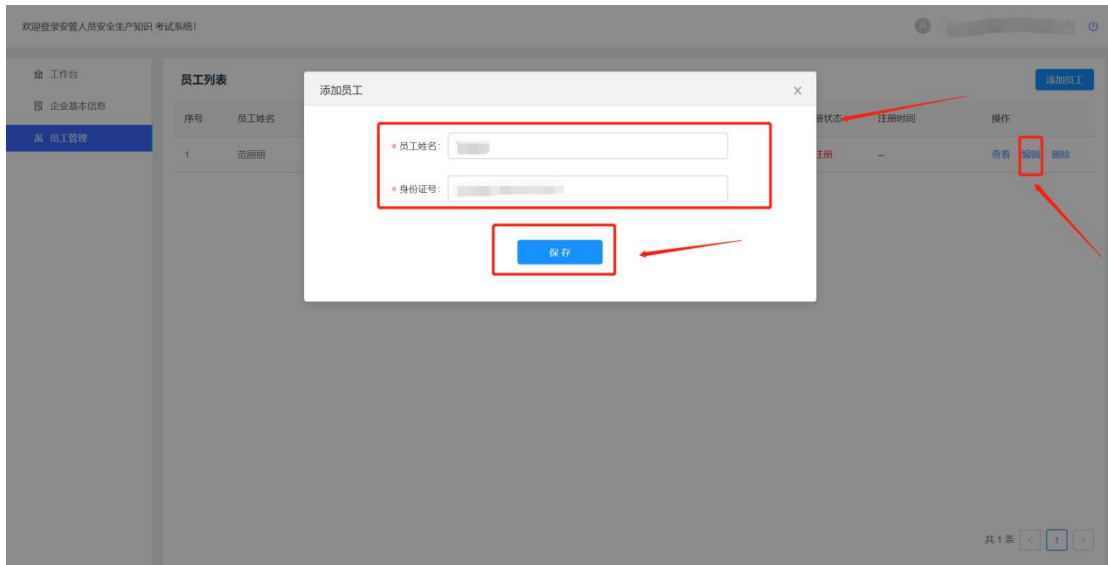 欢迎登录安管人员安全生产知识 考试系统!
工作台
企业基本信息
员工管理
员工列表
添加员工
序号 员工姓名 册状态 注册时间 操作
1 范丽丽 注册 -- 查看 编辑 删除
添加员工 X
* 员工姓名:
* 身份证号:
保存
共 1 条 < 1 >